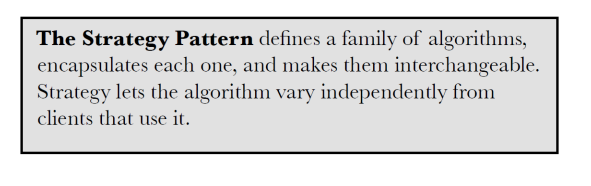 The Strategy Pattern defines a family of algorithms,
encapsulates each one, and makes them interchangeable.
Strategy lets the algorithm vary independently from
clients that use it.